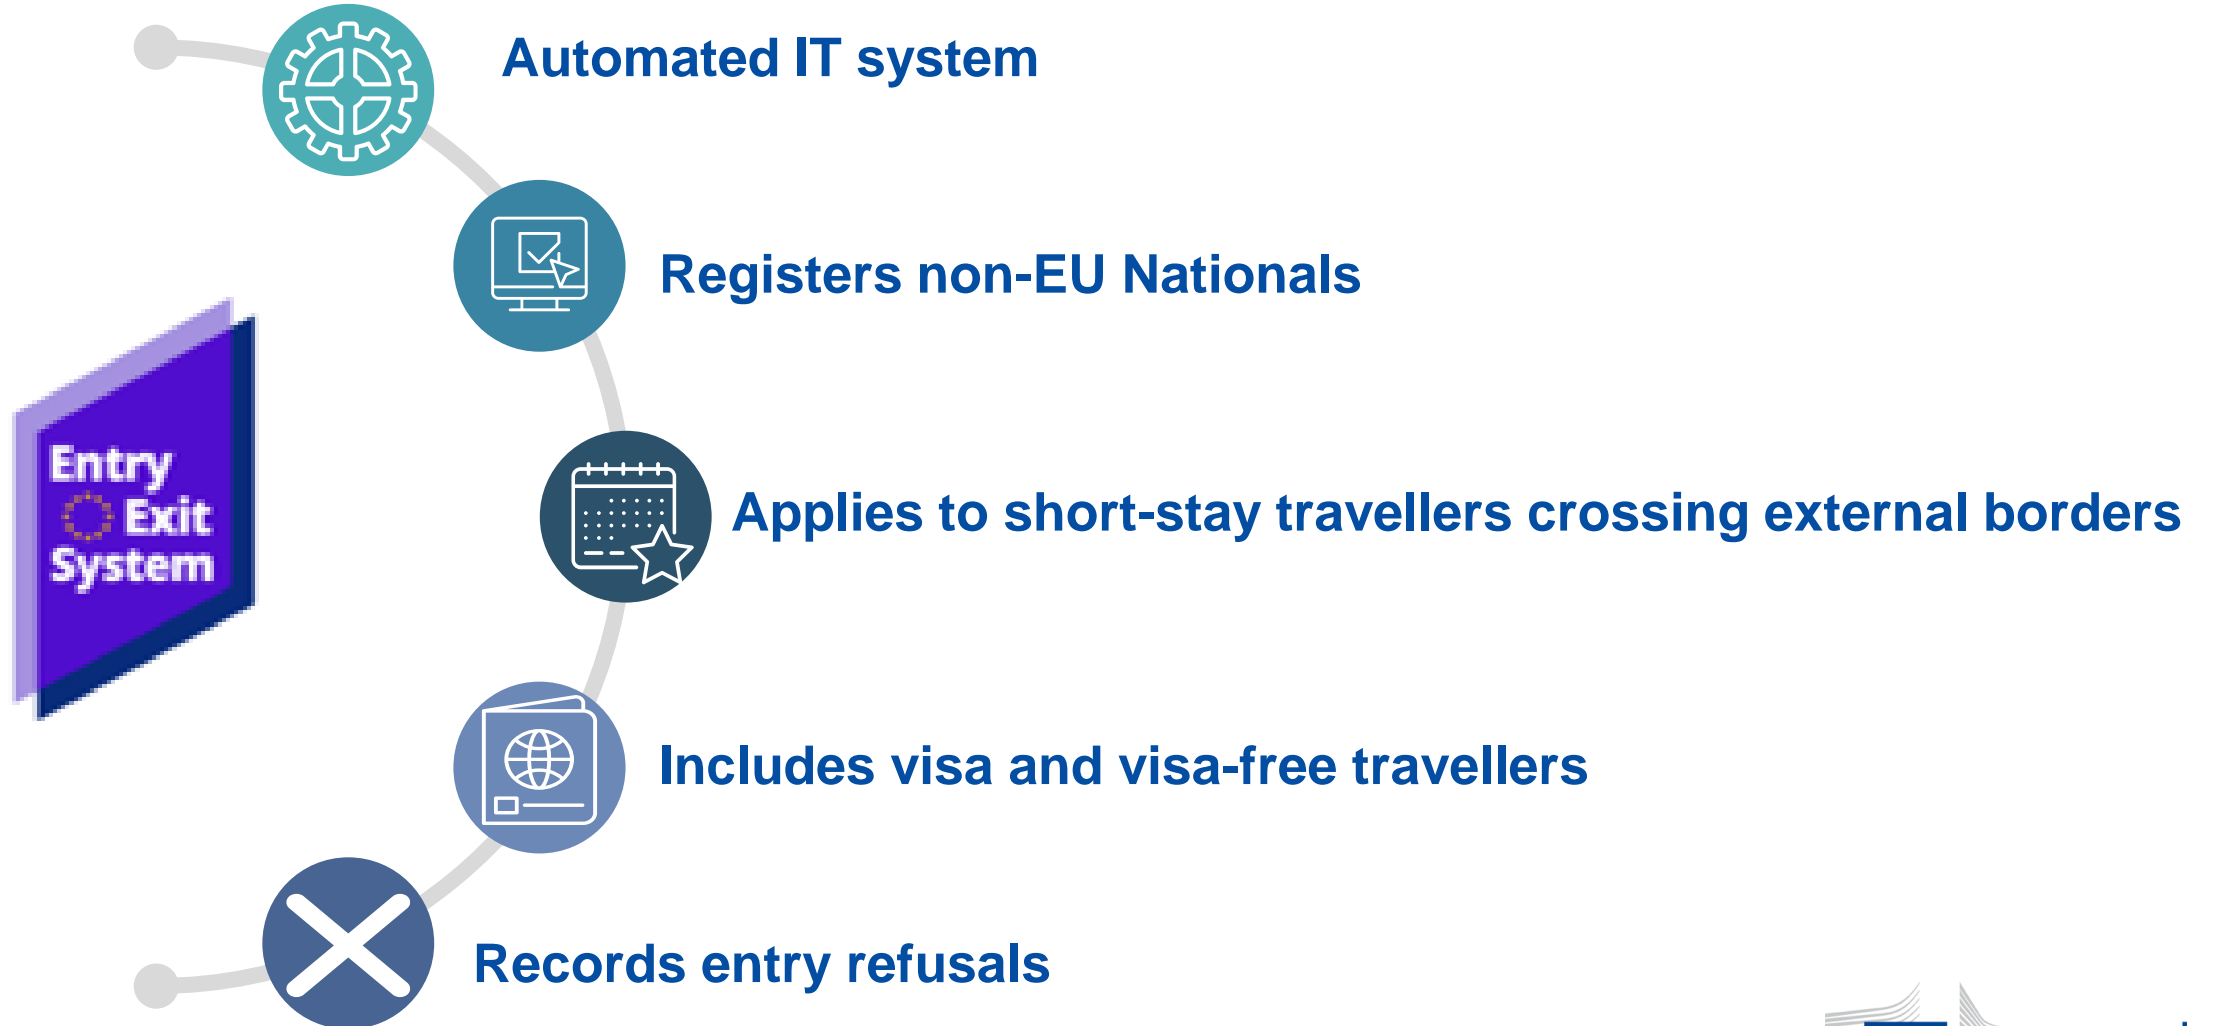 Automated IT system
Registers non-EU Nationals
Entry
Exit
System
Applies to short-stay travellers crossing external borders
Includes visa and visa-free travellers
Records entry refusals